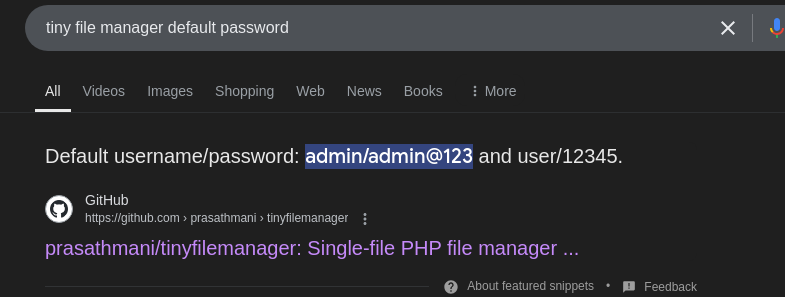 tiny file manager default password
All Videos Images Shopping Web News Books More
Default username/password: admin/admin@123 and user/12345.
GitHub
https://github.com › prasathmani › tinyfilemanager
prasathmani/tinyfilemanager: Single-file PHP file manager ...
About featured snippets • Feedback